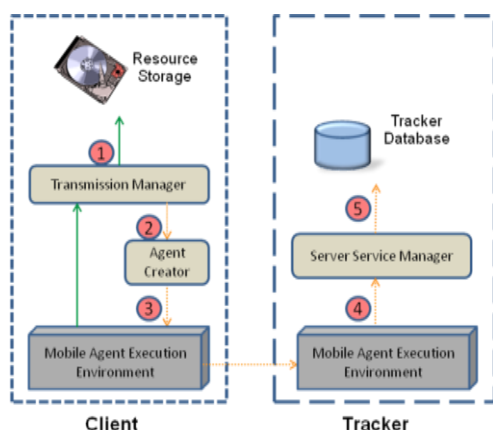 Resource
Storage
Tracker
Database
1
Transmission Manager
2
5
Agent
Creator
Server Service Manager
3
4
Mobile Agent Execution
Environment
Mobile Agent Execution
Environment
Client
Tracker